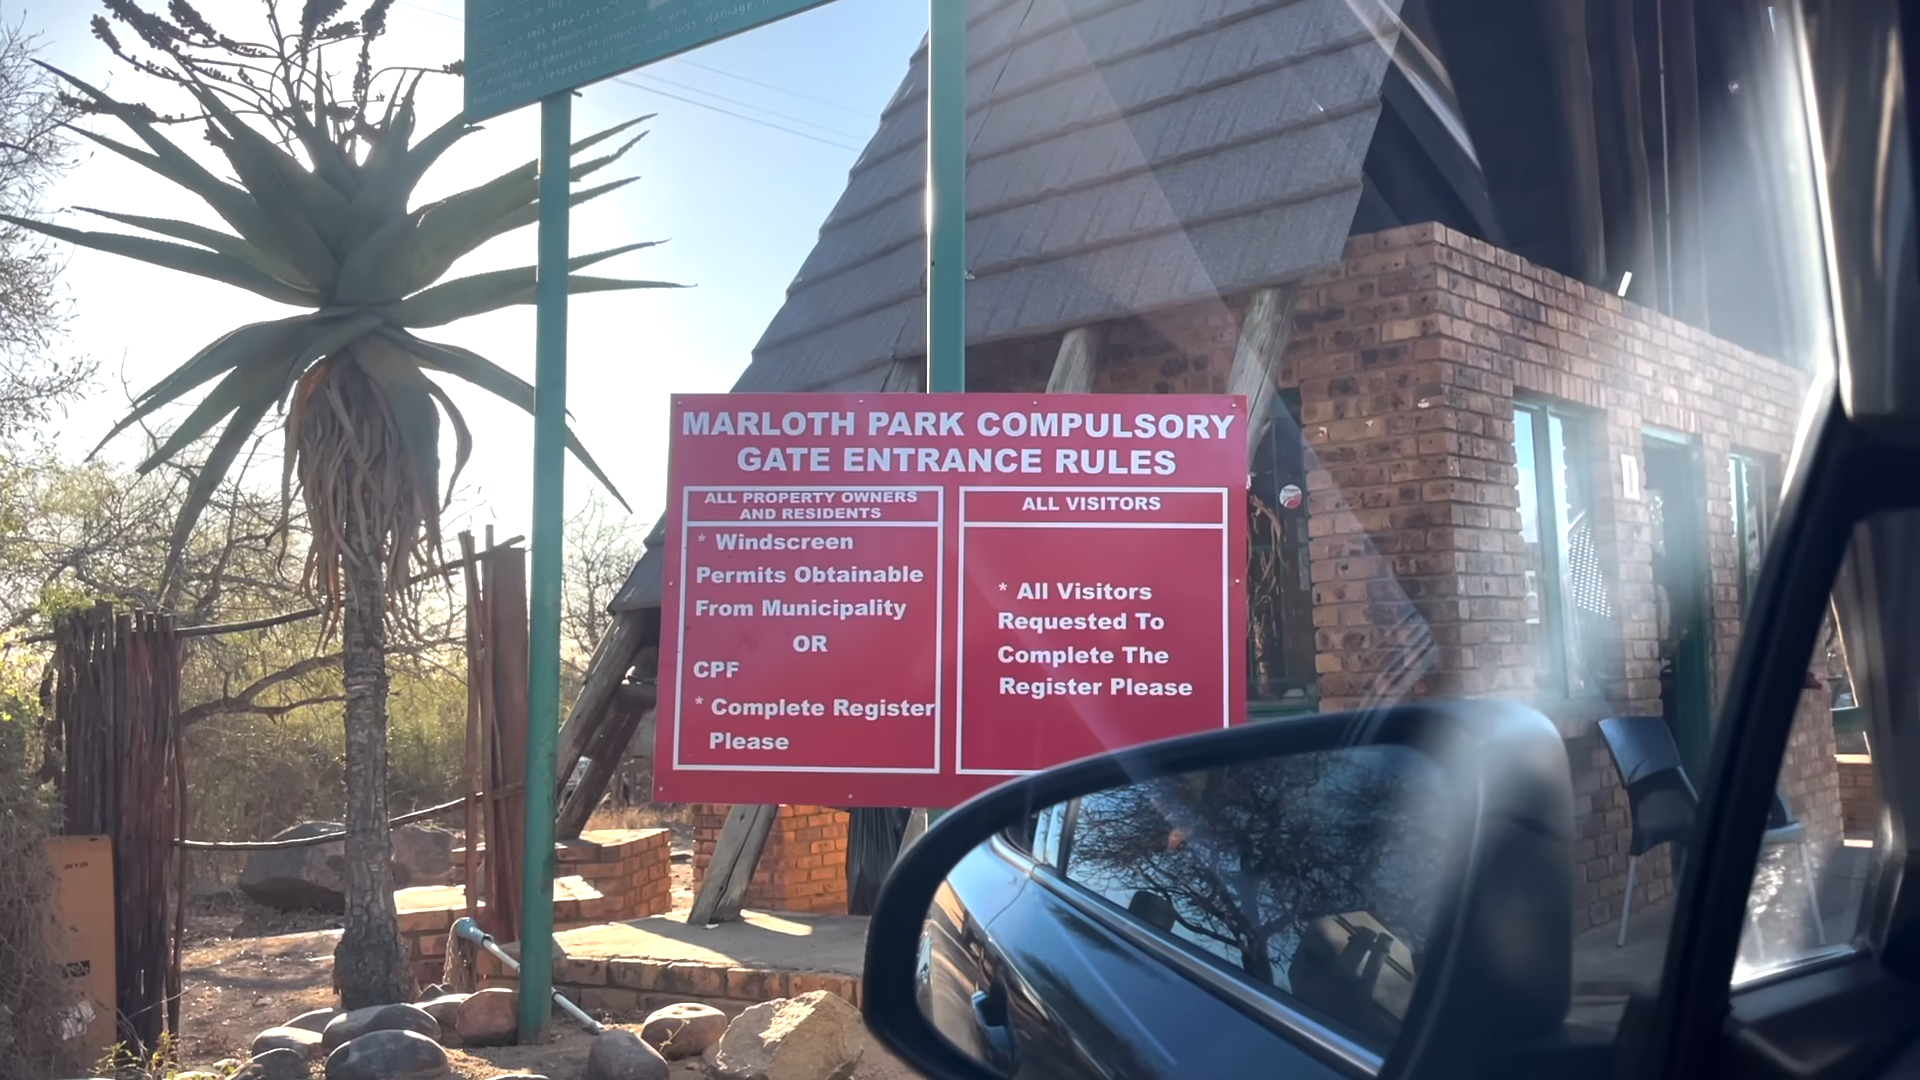 MARLOTH PARK COMPULSORY
GATE ENTRANCE RULES
ALL PROPERTY OWNERS
AND RESIDENTS
* Windscreen
Permits Obtainable
From Municipality
OR
CPF
* Complete Register
Please
ALL VISITORS
* All Visitors
Requested To
Complete The
Register Please